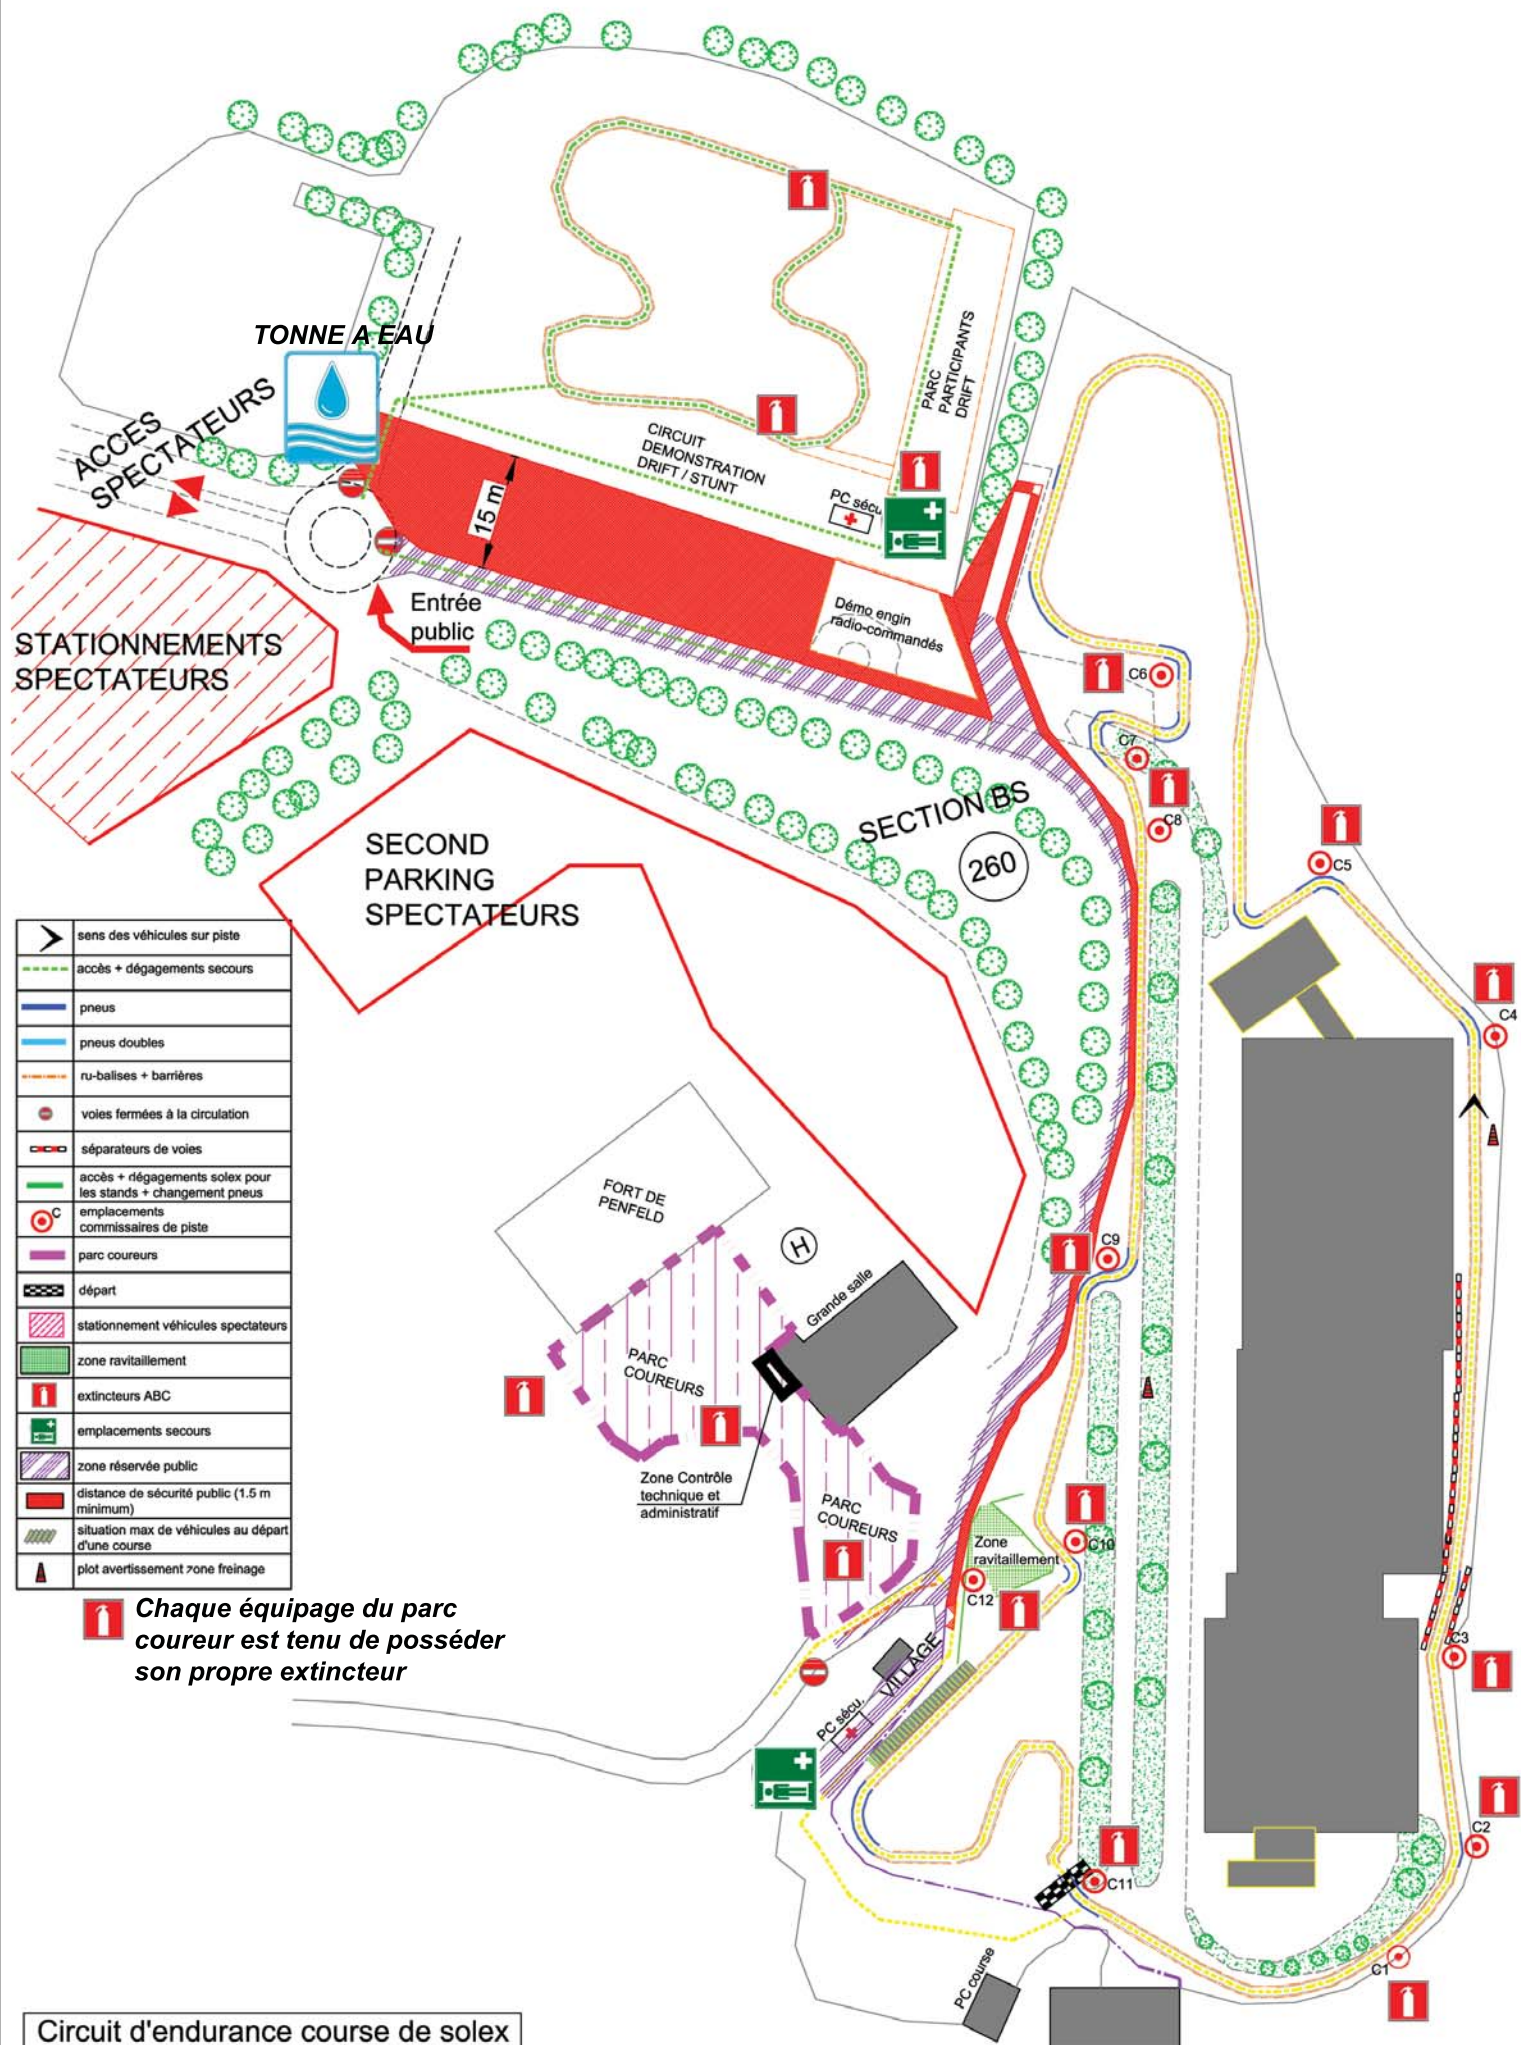 TONNE A EAU
ACCES
SPECTATEURS
PARC
PARTICIPANTS
DRIFT
CIRCUIT
DEMONSTRATION
DRIFT / STUNT
PC sécu
15 m
Démo engin
radio-commandés
Entrée
public
STATIONNEMENTS
SPECTATEURS
C6
C7
C8
C5
SECTION BS
260
SECOND
PARKING
SPECTATEURS
C4
sens des véhicules sur piste
accès + dégagements secours
pneus
pneus doubles
ru-balises + barrières
voies fermées à la circulation
séparateurs de voies
accès + dégagements solex pour
les stands + changement pneus
C
emplacements
commissaires de piste
parc coureurs
départ
stationnement véhicules spectateurs
zone ravitaillement
extincteurs ABC
emplacements secours
zone réservée public
distance de sécurité public (1.5 m
minimum)
situation max de véhicules au départ
d'une course
plot avertissement zone freinage
FORT DE
PENFELD
H
C9
Grande salle
PARC
COUREURS
Zone Contrôle
technique et
administratif
PARC
COUREURS
Zone
ravitaillement
C10
C12
C3
Chaque équipage du parc
coureur est tenu de posséder
son propre extincteur
VILLAGE
PC sécu.
C2
C11
C1
PC course
Circuit d'endurance course de solex